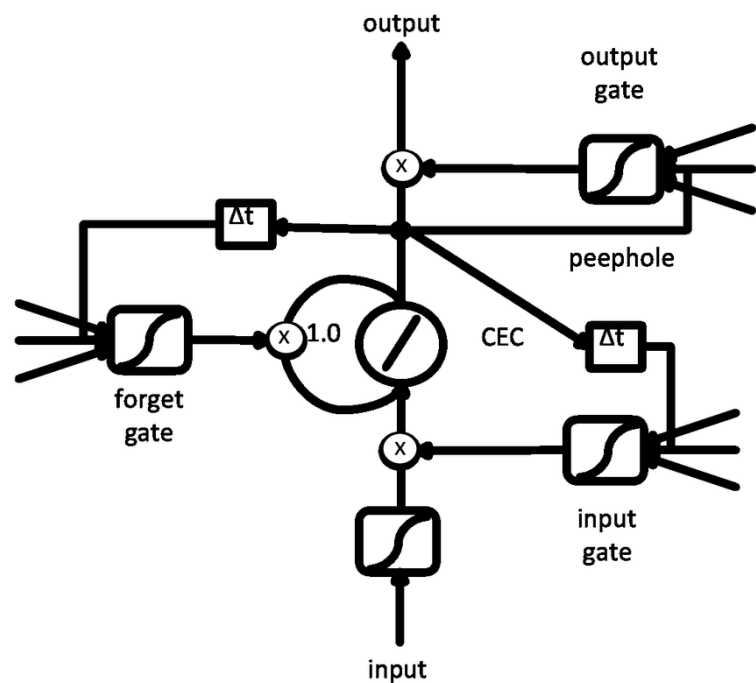 output
output
gate
x
Δt
peephole
x
1.0
CEC
Δt
forget
gate
x
input
gate
input